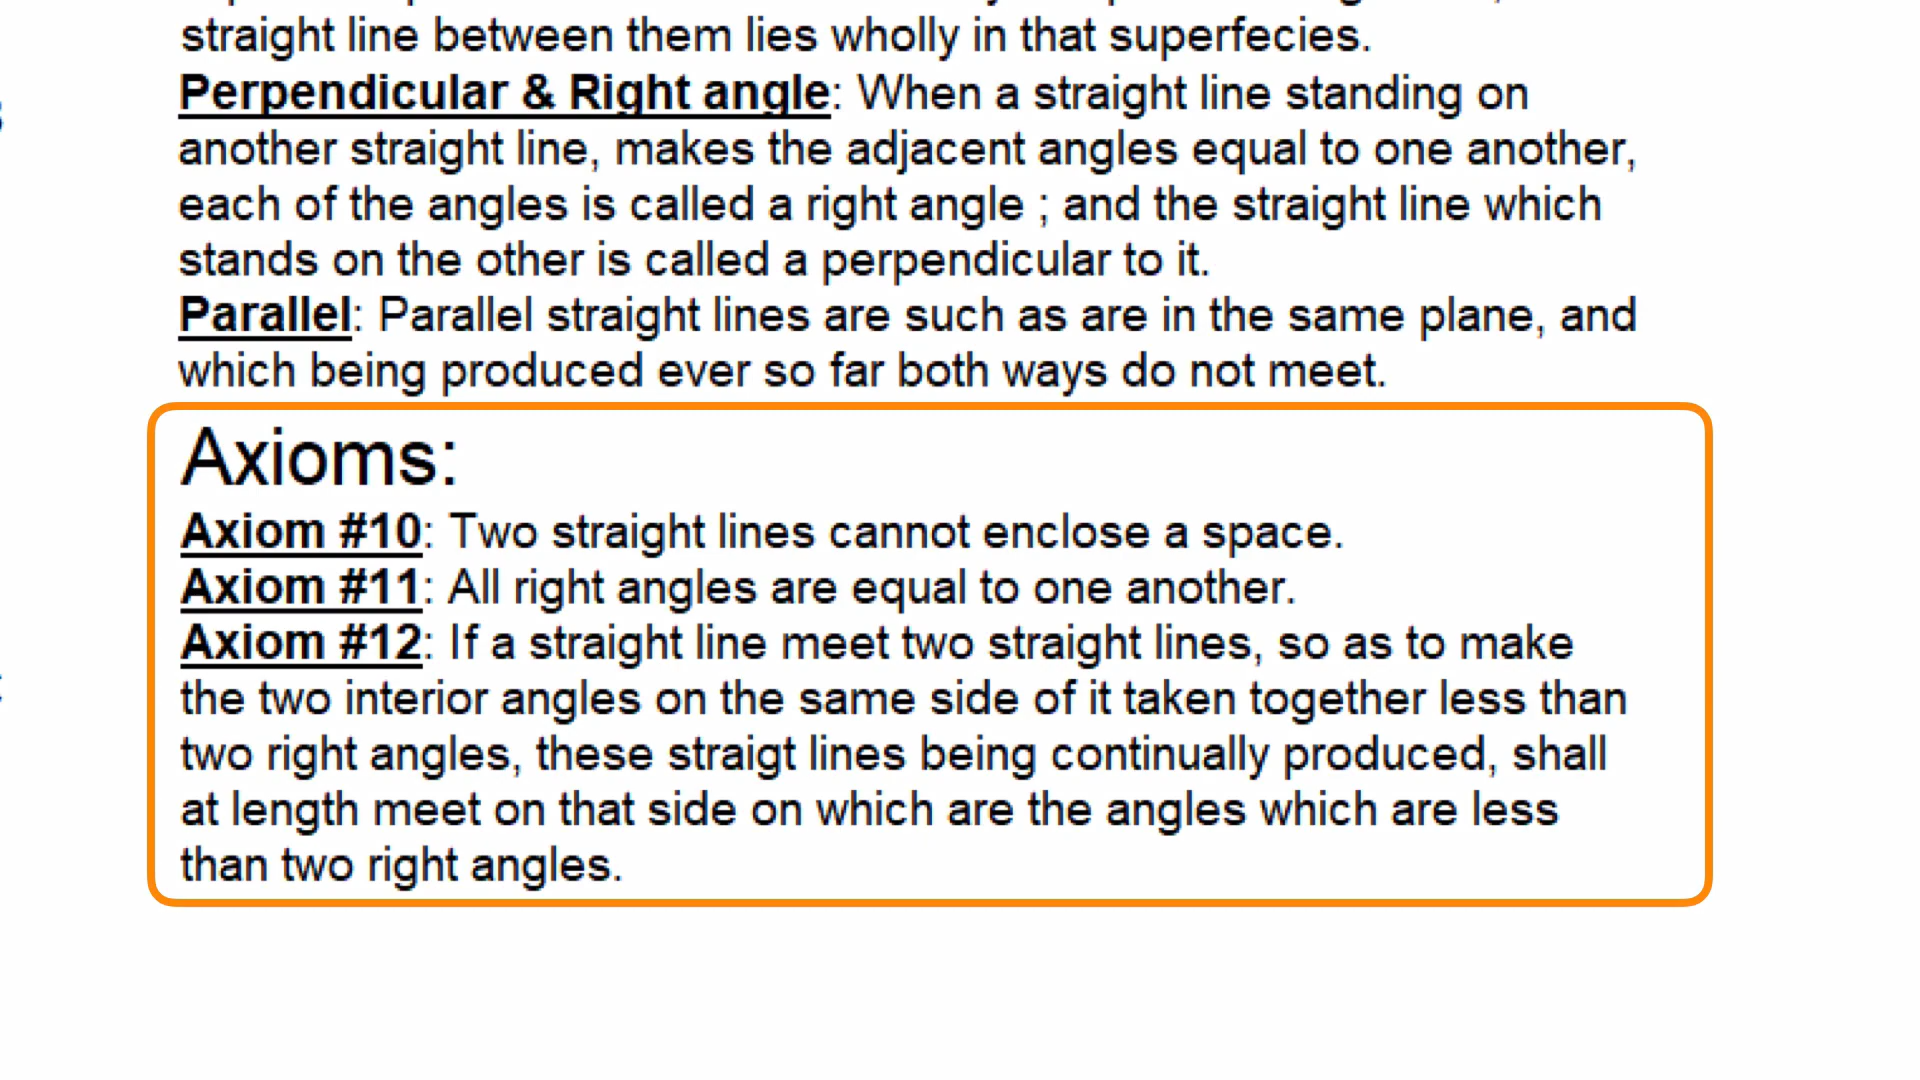 straight line between them lies wholly in that superfecies.
Perpendicular & Right angle: When a straight line standing on
another straight line, makes the adjacent angles equal to one another,
each of the angles is called a right angle ; and the straight line which
stands on the other is called a perpendicular to it.
Parallel: Parallel straight lines are such as are in the same plane, and
which being produced ever so far both ways do not meet.
Axioms:
Axiom #10: Two straight lines cannot enclose a space.
Axiom #11: All right angles are equal to one another.
Axiom #12: If a straight line meet two straight lines, so as to make
the two interior angles on the same side of it taken together less than
two right angles, these straigt lines being continually produced, shall
at length meet on that side on which are the angles which are less
than two right angles.